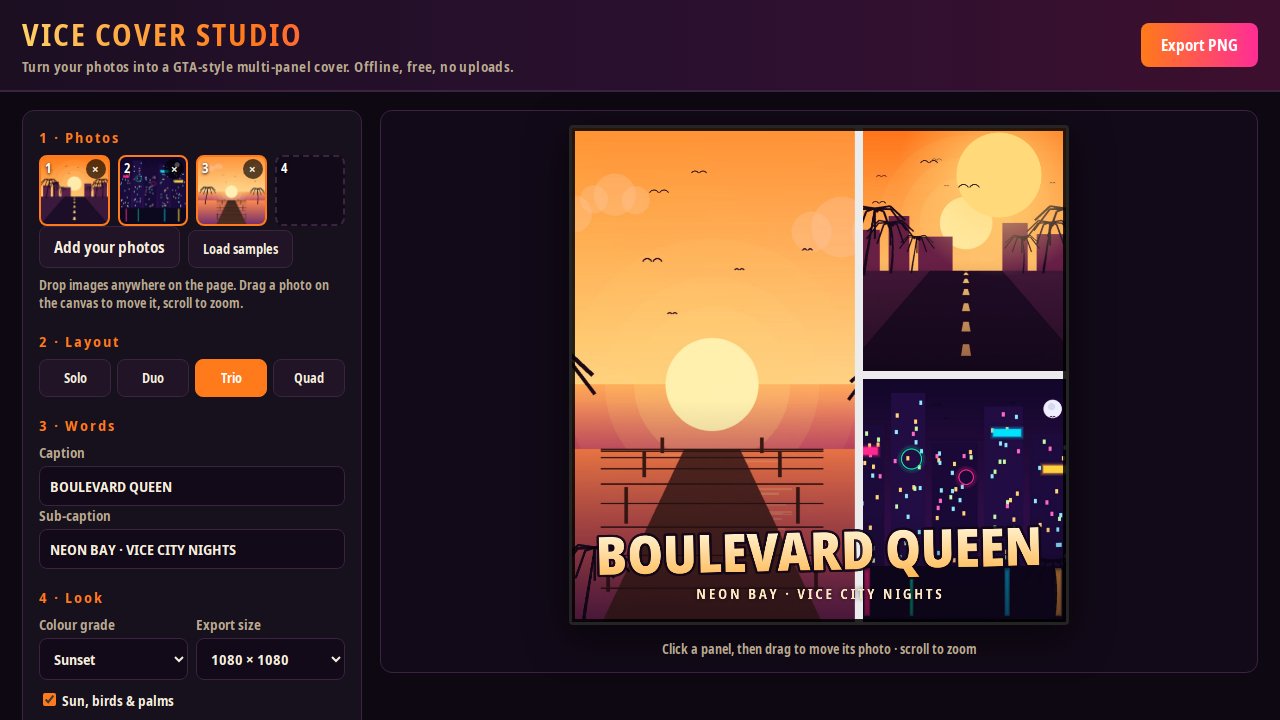 VICE COVER STUDIO
Turn your photos into a GTA-style multi-panel cover. Offline, free, no uploads.
Export PNG
1 · Photos
1 × 2 × 3 × 4
Add your photos
Load samples
Drop images anywhere on the page. Drag a photo on
the canvas to move it, scroll to zoom.
2 · Layout
Solo
Duo
Trio
Quad
3 · Words
Caption
BOULEVARD QUEEN
Sub-caption
NEON BAY · VICE CITY NIGHTS
4 · Look
Colour grade
Export size
Sunset
1080 × 1080
Sun, birds & palms
BOULEVARD QUEEN
NEON BAY · VICE CITY NIGHTS
Click a panel, then drag to move its photo · scroll to zoom